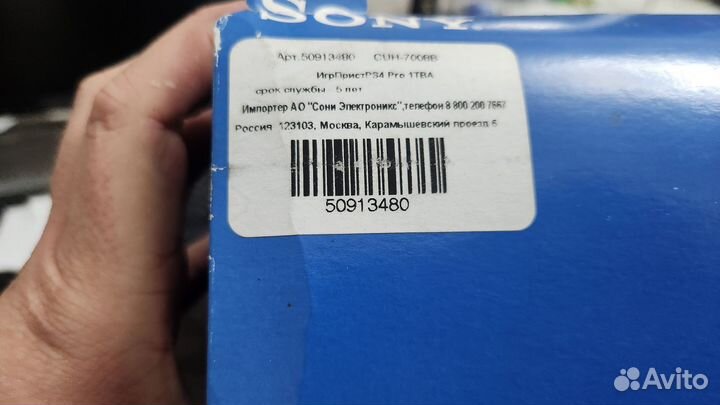 SONY
Арт.50913480 CUH-7008B
ИгрПристPS4 Pro 1TBA
срок службы 5 лет
Импортер АО "Сони Электроникс",телефон 8 800 200 7667
Россия 123103, Москва, Карамышевский проезд 6
50913480
Avito